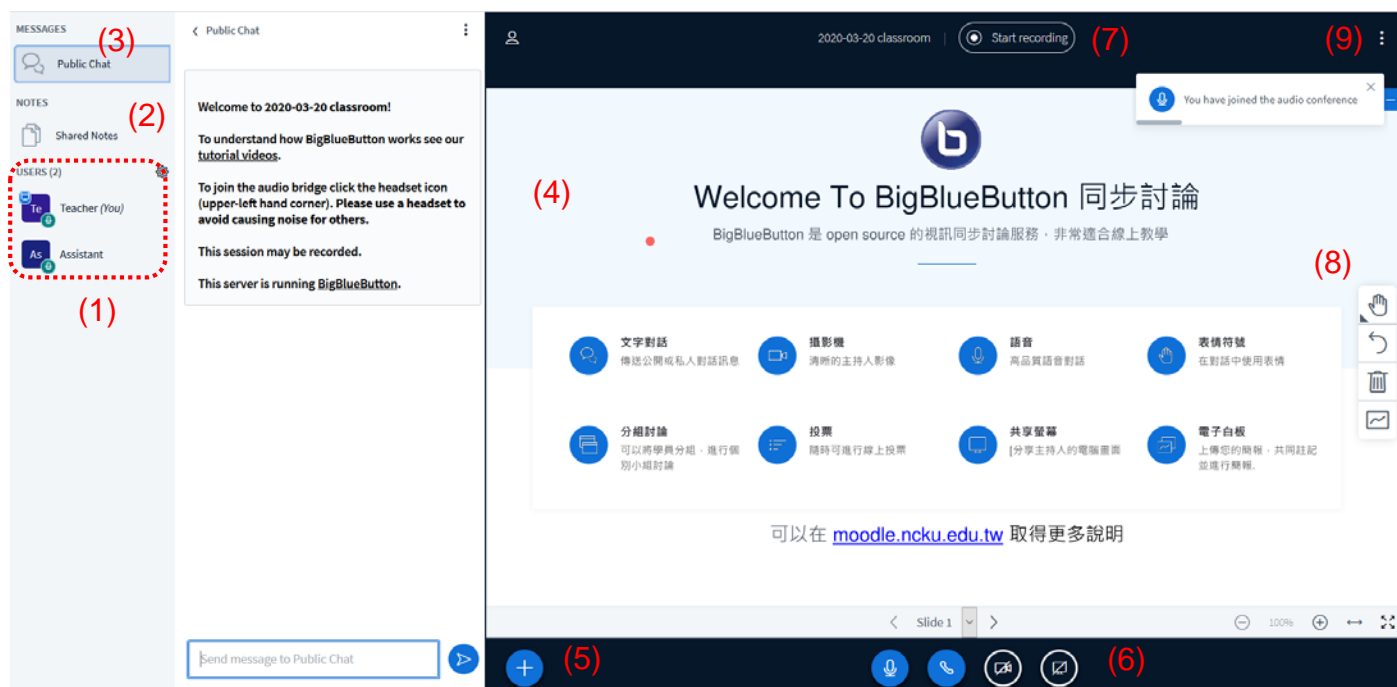 MESSAGES
(3)
Public Chat
NOTES
(2)
Shared Notes
USERS (2)
Te
Teacher (You)
As
Assistant
(1)
Public Chat
Welcome to 2020-03-20 classroom!
To understand how BigBlueButton works see our
tutorial videos.
To join the audio bridge click the headset icon
(upper-left hand corner). Please use a headset to
avoid causing noise for others.
This session may be recorded.
This server is running BigBlueButton.
Send message to Public Chat
2020-03-20 classroom
Start recording
(7)
(9)
You have joined the audio conference
b
(4)
Welcome To BigBlueButton 同步討論
BigBlueButton 是 open source 的視訊同步討論服務，非常適合線上教學
(8)
文字對話
傳送公開或私人對話訊息
攝影機
清晰的主持人影像
語音
高品質語音對話
表情符號
在對話中使用表情
分組討論
可以將學員分組，進行個
別小組討論
投票
隨時可進行線上投票
共享螢幕
[分享主持人的電腦畫面
電子白板
上傳您的簡報，共同註記
並進行簡報.
可以在 moodle.ncku.edu.tw 取得更多說明
Slide 1
100%
(5)
(6)